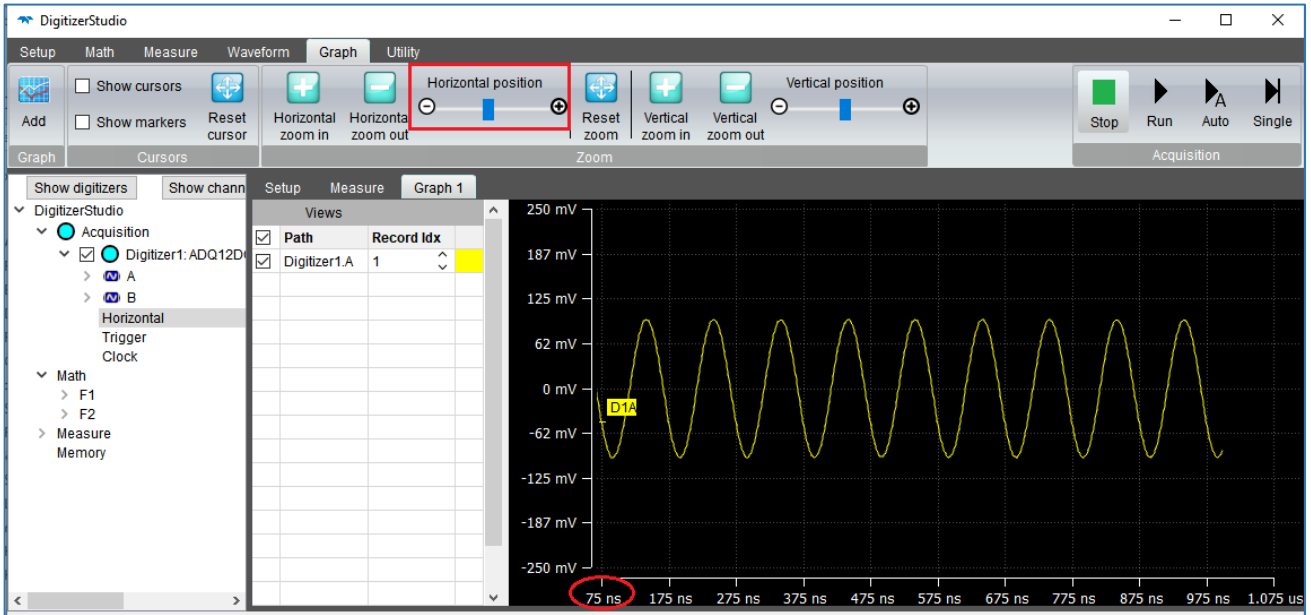 DigitizerStudio
Setup Math Measure Waveform Graph Utility
Add
Graph
Show cursors
Show markers
Reset cursor
Cursors
Horizontal zoom in
Horizonta zoom out
Horizontal position
Reset zoom
Vertical zoom in
Vertical zoom out
Vertical position
Zoom
Stop Run Auto Single
A
Acquisition
Show digitizers Show chann
DigitizerStudio
Acquisition
Digitizer1: ADQ12D
A
B
Horizontal
Trigger
Clock
Math
F1
F2
Measure
Memory
Setup Measure Graph 1
Views
Path Record Idx
Digitizer1.A 1
250 mV
187 mV
125 mV
62 mV
0 mV
D1A
-62 mV
-125 mV
-187 mV
-250 mV
75 ns 175 ns 275 ns 375 ns 475 ns 575 ns 675 ns 775 ns 875 ns 975 ns 1.075 us